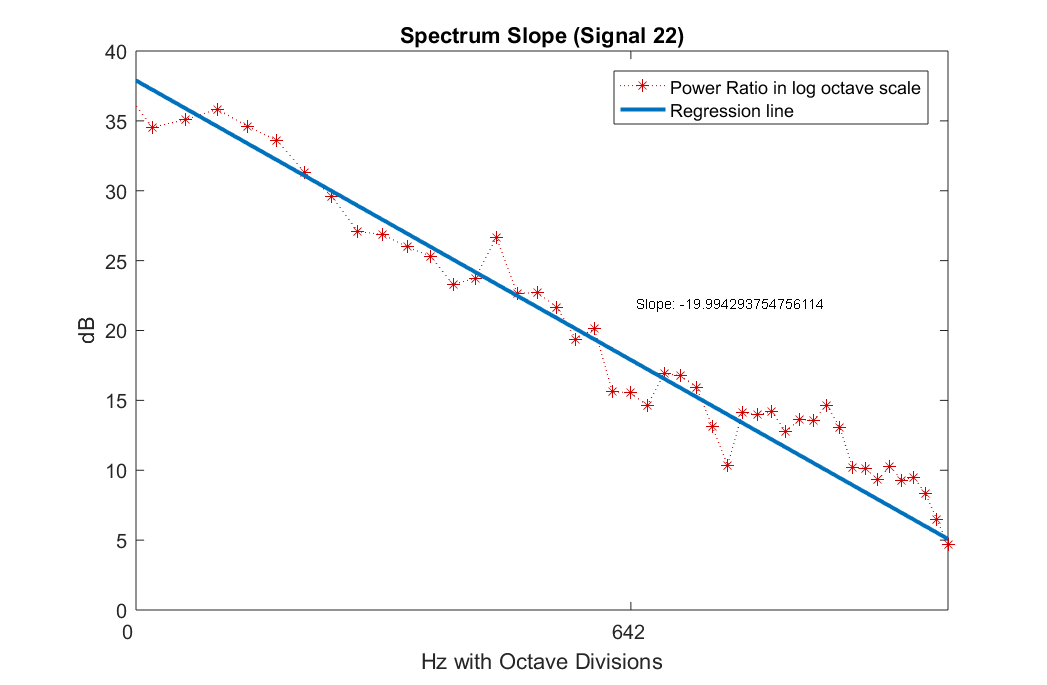 Spectrum Slope (Signal 22)
40
35
30
25
20
15
10
5
0
dB
Power Ratio in log octave scale
Regression line
Slope: -19.994293754756114
0
642
Hz with Octave Divisions